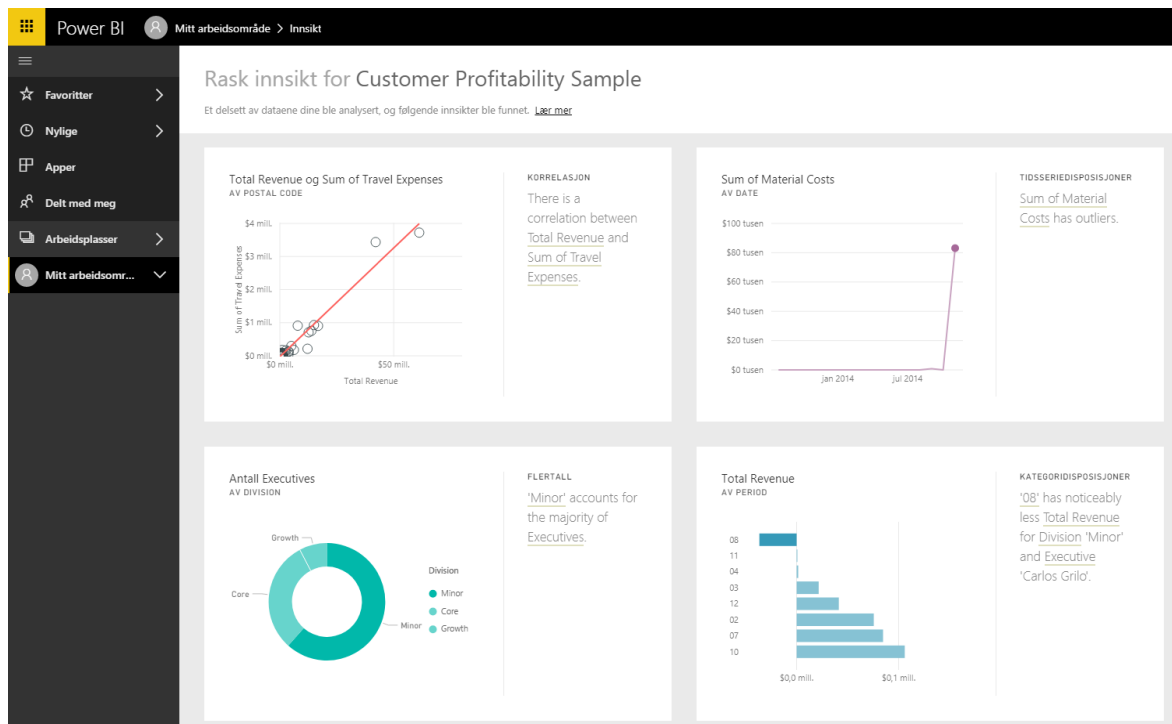 Power BI
Mitt arbeidsområde > Innsikt
Favoritter
Nylige
Apper
Delt med meg
Arbeidsplasser
Mitt arbeidsomr...
Rask innsikt for Customer Profitability Sample
Et delsett av dataene dine ble analysert, og følgende innsikter ble funnet. Lær mer
Total Revenue og Sum of Travel Expenses
AV POSTAL CODE
$4 mill.
$3 mill.
$2 mill.
$1 mill.
$0 mill.
Sum of Travel Expenses
$0 mill.
$50 mill.
Total Revenue
KORRELASJON
There is a
correlation between
Total Revenue and
Sum of Travel
Expenses.
Sum of Material Costs
AV DATE
$100 tusen
$80 tusen
$60 tusen
$40 tusen
$20 tusen
$0 tusen
jan 2014
jul 2014
TIDSSERIEDISPOSISJONER
Sum of Material
Costs has outliers.
Antall Executives
AV DIVISION
Growth
Core
Minor
Division
Minor
Core
Growth
FLERTALL
'Minor' accounts for
the majority of
Executives.
Total Revenue
AV PERIOD
08
11
04
03
12
02
07
10
$0,0 mill.
$0,1 mill.
KATEGORIDISPOSISJONER
'08' has noticeably
less Total Revenue
for Division 'Minor'
and Executive
'Carlos Grilo'.